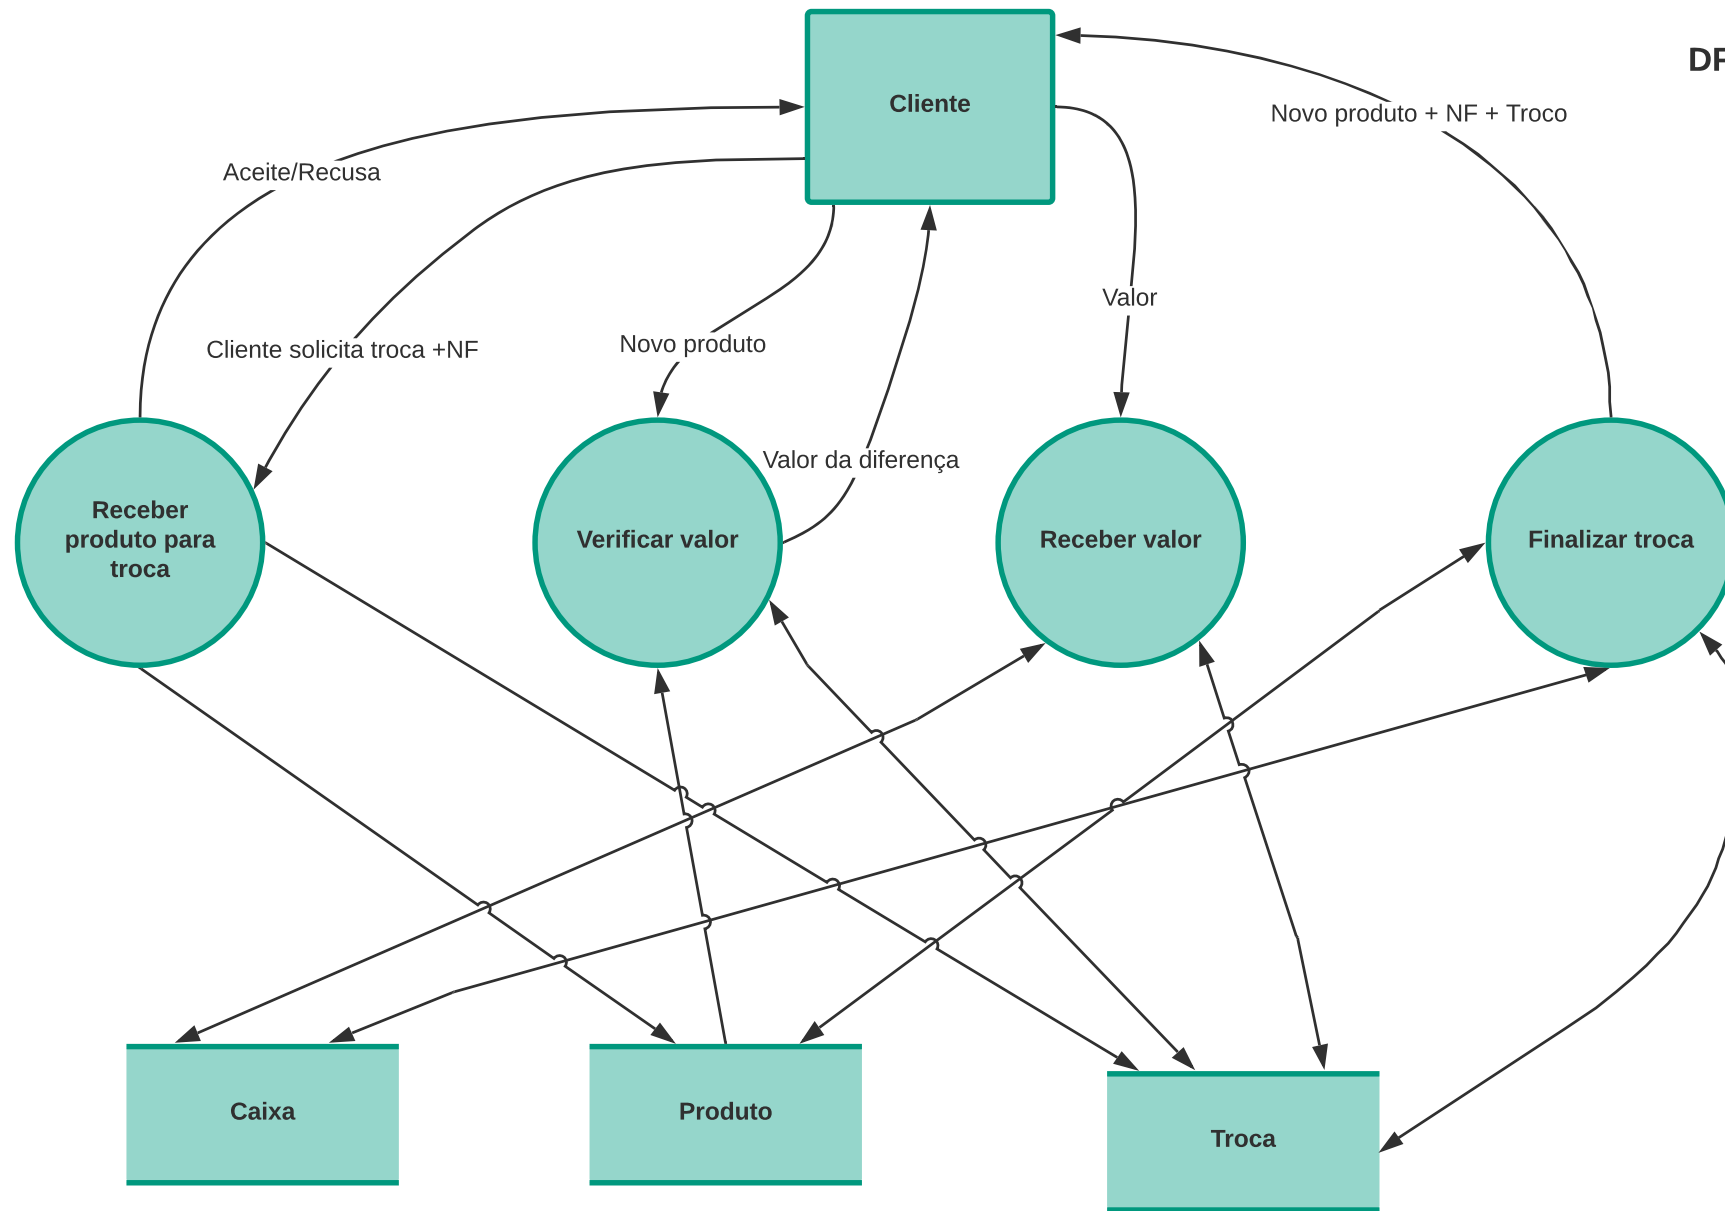 Cliente
Novo produto + NF + Troco
Aceite/Recusa
Valor
Cliente solicita troca +NF
Novo produto
Valor da diferença
Receber
produto para
troca
Verificar valor
Receber valor
Finalizar troca
Caixa
Produto
Troca